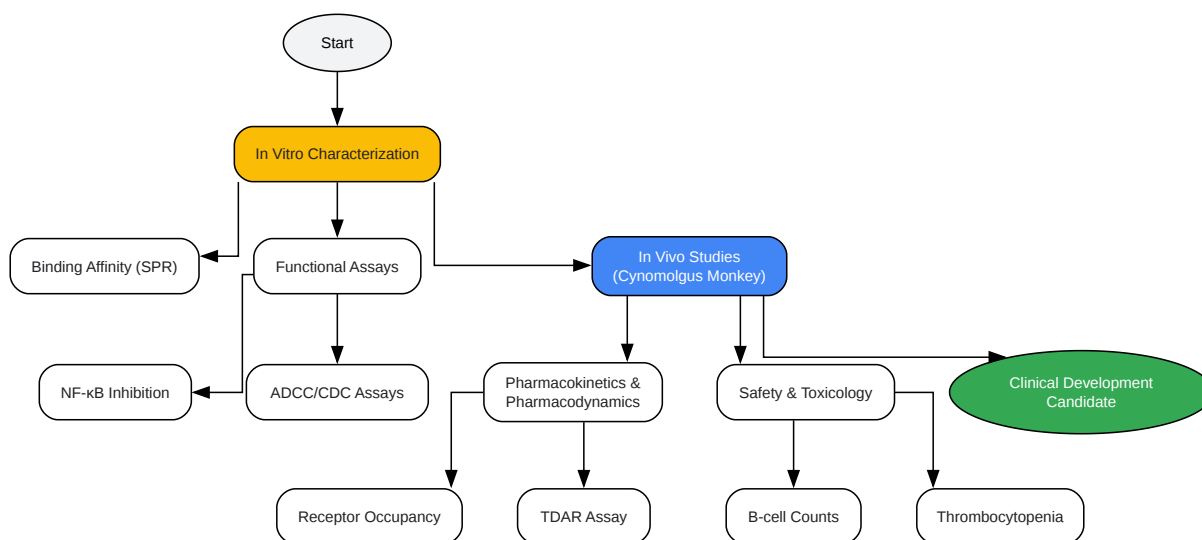 Start
In Vitro Characterization
Binding Affinity (SPR)
Functional Assays
In Vivo Studies
(Cynomolgus Monkey)
NF-κB Inhibition
ADCC/CDC Assays
Pharmacokinetics &
Pharmacodynamics
Safety & Toxicology
Clinical Development
Candidate
Receptor Occupancy
TDAR Assay
B-cell Counts
Thrombocytopenia